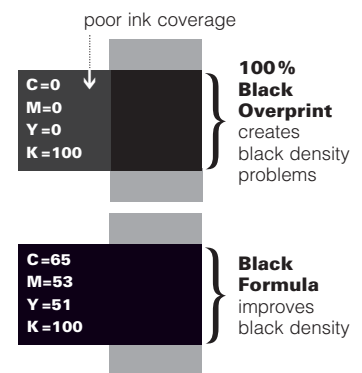 poor ink coverage
C=0
M=0
Y=0
K=100
100%
Black
Overprint
creates
black density
problems
C=65
M=53
Y=51
K=100
Black
Formula
improves
black density